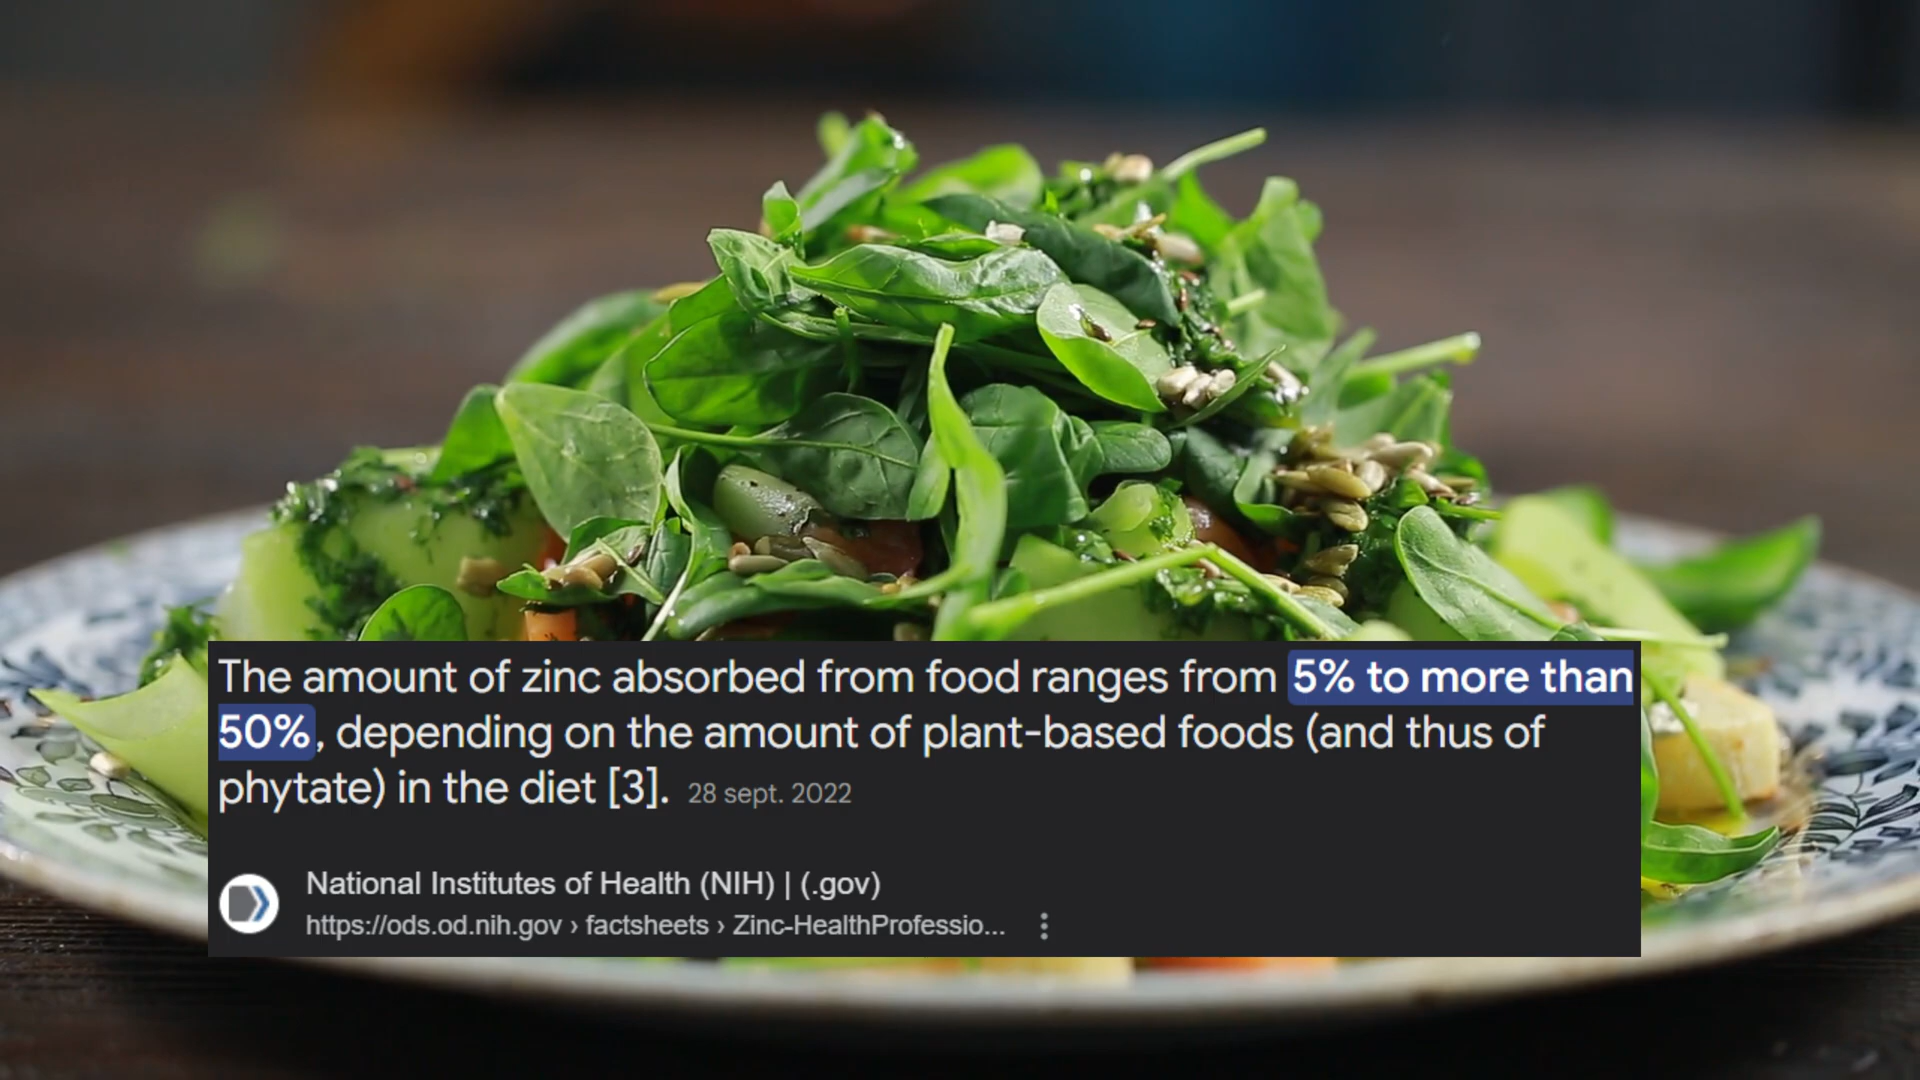 The amount of zinc absorbed from food ranges from 5% to more than
50%, depending on the amount of plant-based foods (and thus of
phytate) in the diet [3]. 28 sept. 2022
National Institutes of Health (NIH) | (.gov)
https://ods.od.nih.gov › factsheets › Zinc-HealthProfessio...